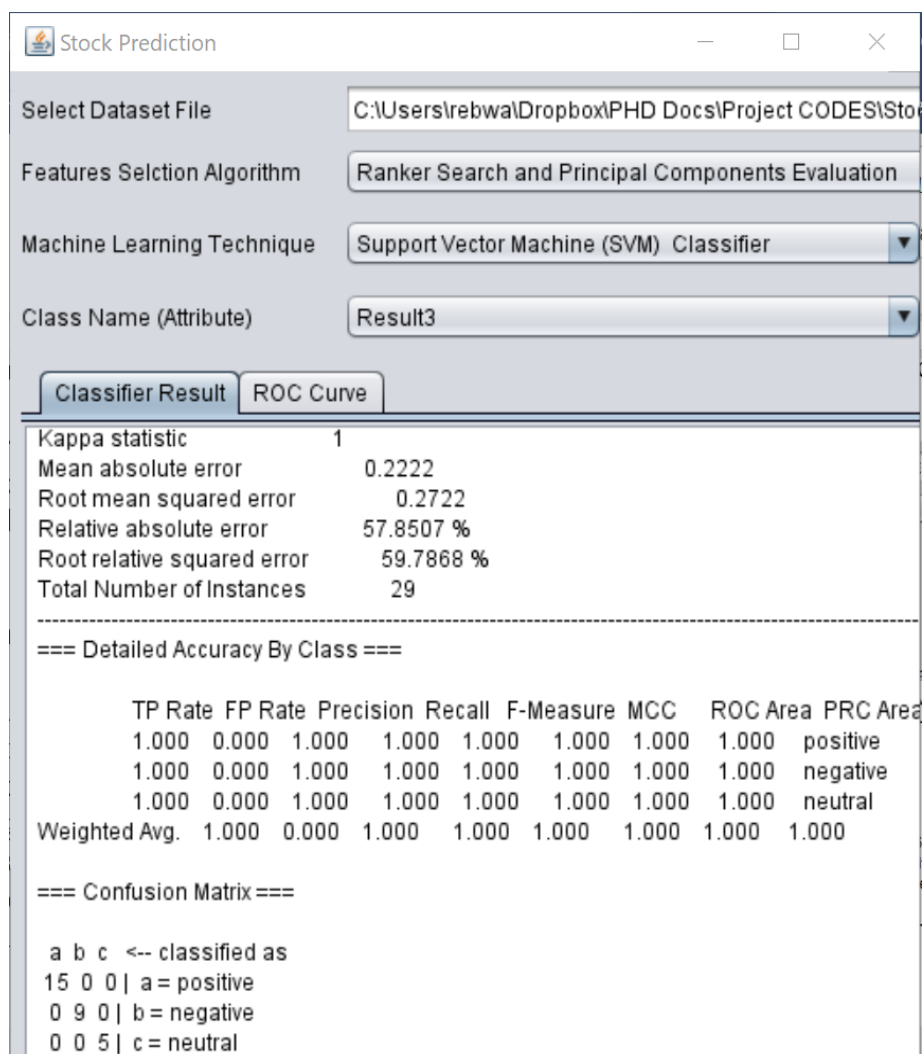 Stock Prediction
Select Dataset File C:\Users\rebwa\Dropbox\PHD Docs\Project CODES\Sto
Features Selction Algorithm Ranker Search and Principal Components Evaluation
Machine Learning Technique Support Vector Machine (SVM) Classifier
Class Name (Attribute) Result3
Classifier Result ROC Curve
Kappa statistic 1
Mean absolute error 0.2222
Root mean squared error 0.2722
Relative absolute error 57.8507 %
Root relative squared error 59.7868 %
Total Number of Instances 29
=== Detailed Accuracy By Class ===
TP Rate FP Rate Precision Recall F-Measure MCC ROC Area PRC Area
1.000 0.000 1.000 1.000 1.000 1.000 1.000 1.000 positive
1.000 0.000 1.000 1.000 1.000 1.000 1.000 1.000 negative
1.000 0.000 1.000 1.000 1.000 1.000 1.000 1.000 neutral
Weighted Avg. 1.000 0.000 1.000 1.000 1.000 1.000 1.000 1.000
=== Confusion Matrix ===
a b c <-- classified as
15 0 0 | a = positive
0 9 0 | b = negative
0 0 5 | c = neutral